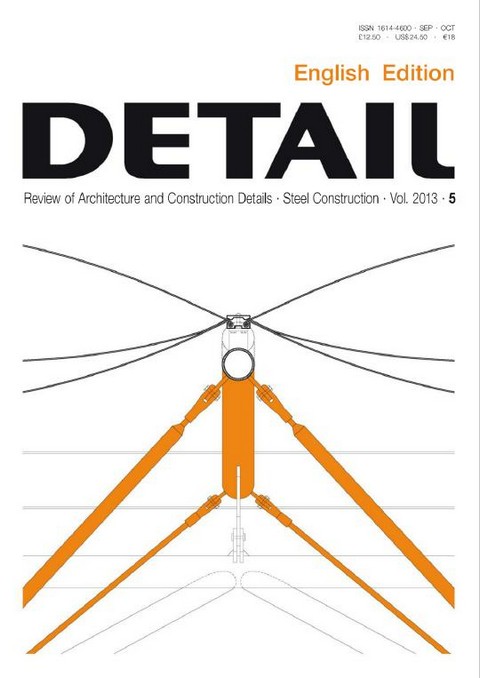 ISSN 1614-4600 · SEP · OCT
£12.50 · US$24.50 · €18
English Edition
DETAIL
Review of Architecture and Construction Details · Steel Construction · Vol. 2013 · 5